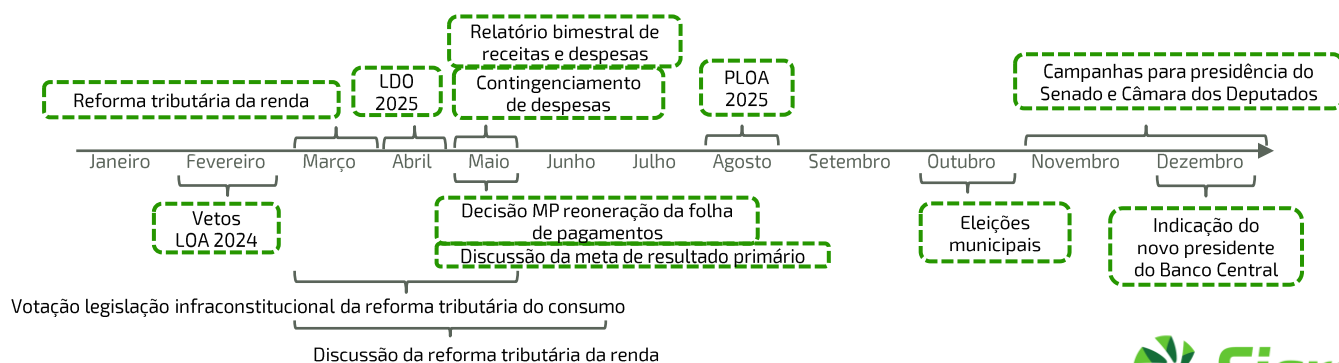 Relatório bimestral de
receitas e despesas
Reforma tributária da renda
LDO
2025
Contingenciamento
de despesas
PLOA
2025
Campanhas para presidência do
Senado e Câmara dos Deputados
Janeiro Fevereiro Março Abril Maio Junho Julho Agosto Setembro Outubro Novembro Dezembro
Vetos
LOA 2024
Decisão MP reoneração da folha
de pagamentos
Discussão da meta de resultado primário
Eleições
municipais
Indicação do
novo presidente
do Banco Central
Votação legislação infraconstitucional da reforma tributária do consumo
Discussão da reforma tributária da renda